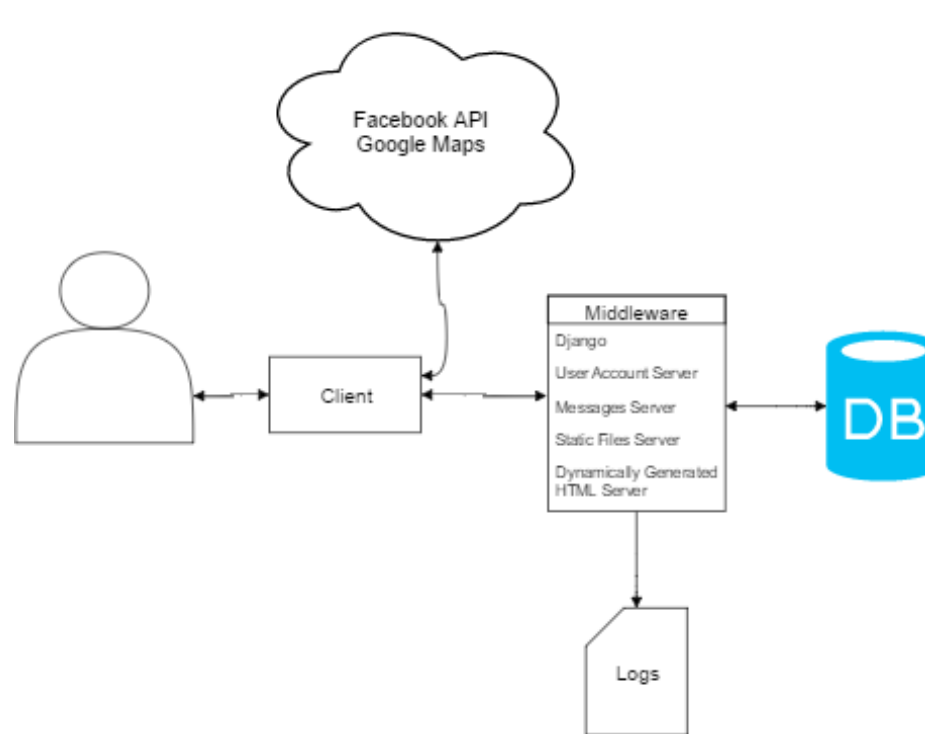 Facebook API
Google Maps
Middleware
Django
User Account Server
Client
Messages Server
DB
Static Files Server
Dynamically Generated
HTML Server
Logs